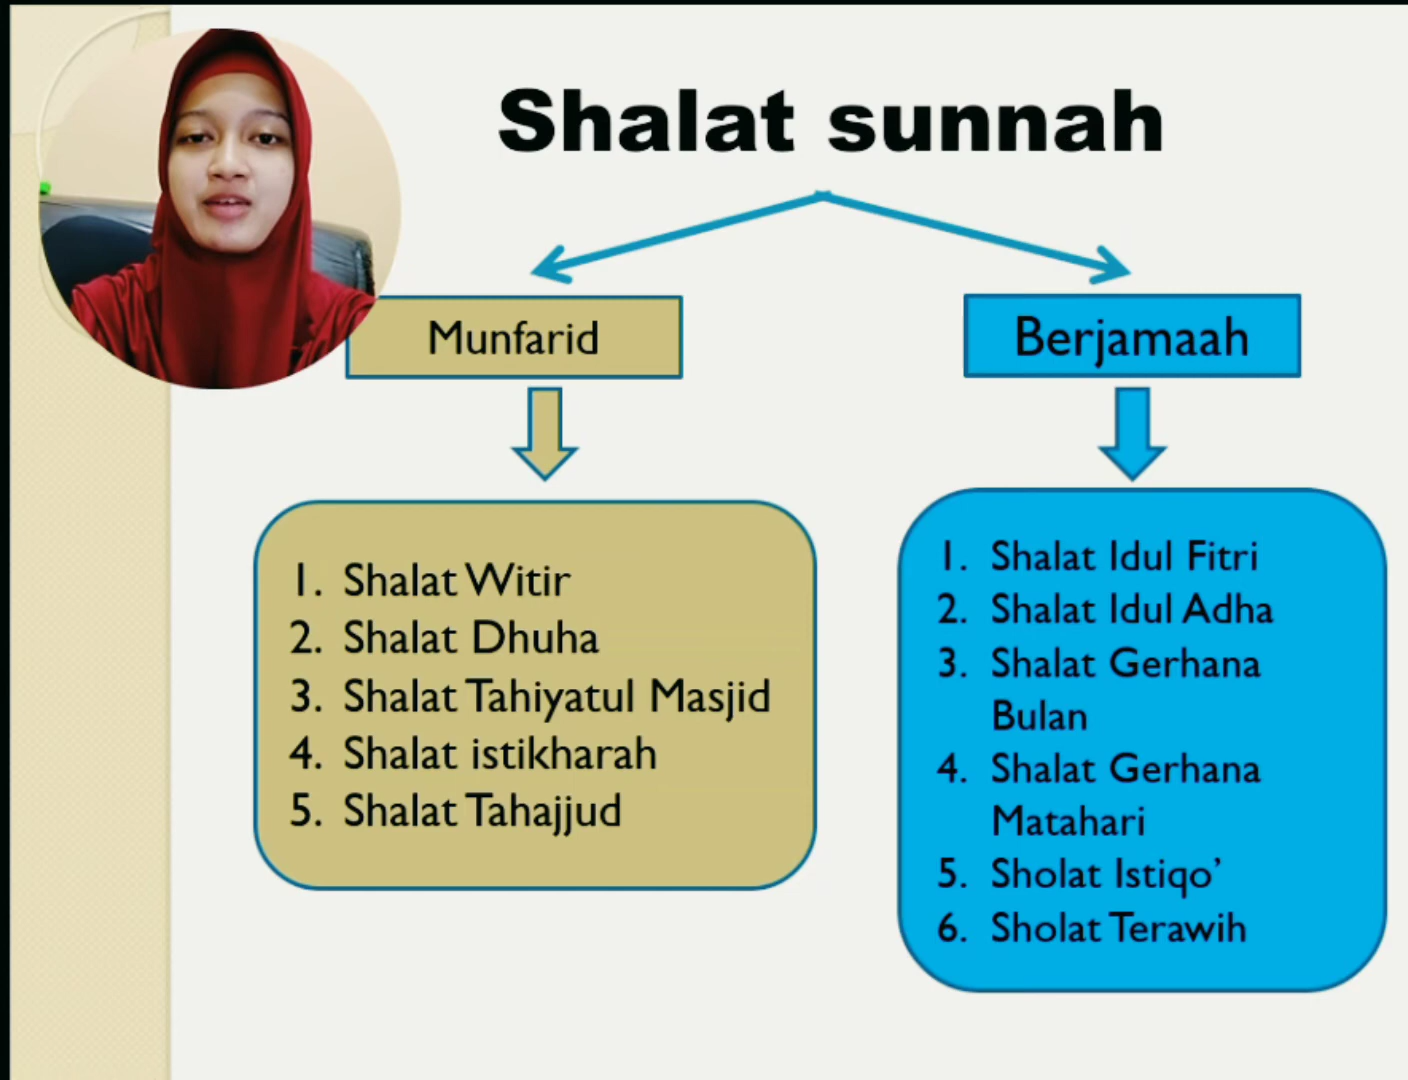 Shalat sunnah
Munfarid
1. Shalat Witir
2. Shalat Dhuha
3. Shalat Tahiyatul Masjid
4. Shalat istikharah
5. Shalat Tahajjud
Berjamaah
1. Shalat Idul Fitri
2. Shalat Idul Adha
3. Shalat Gerhana
Bulan
4. Shalat Gerhana
Matahari
5. Sholat Istiqo’
6. Sholat Terawih